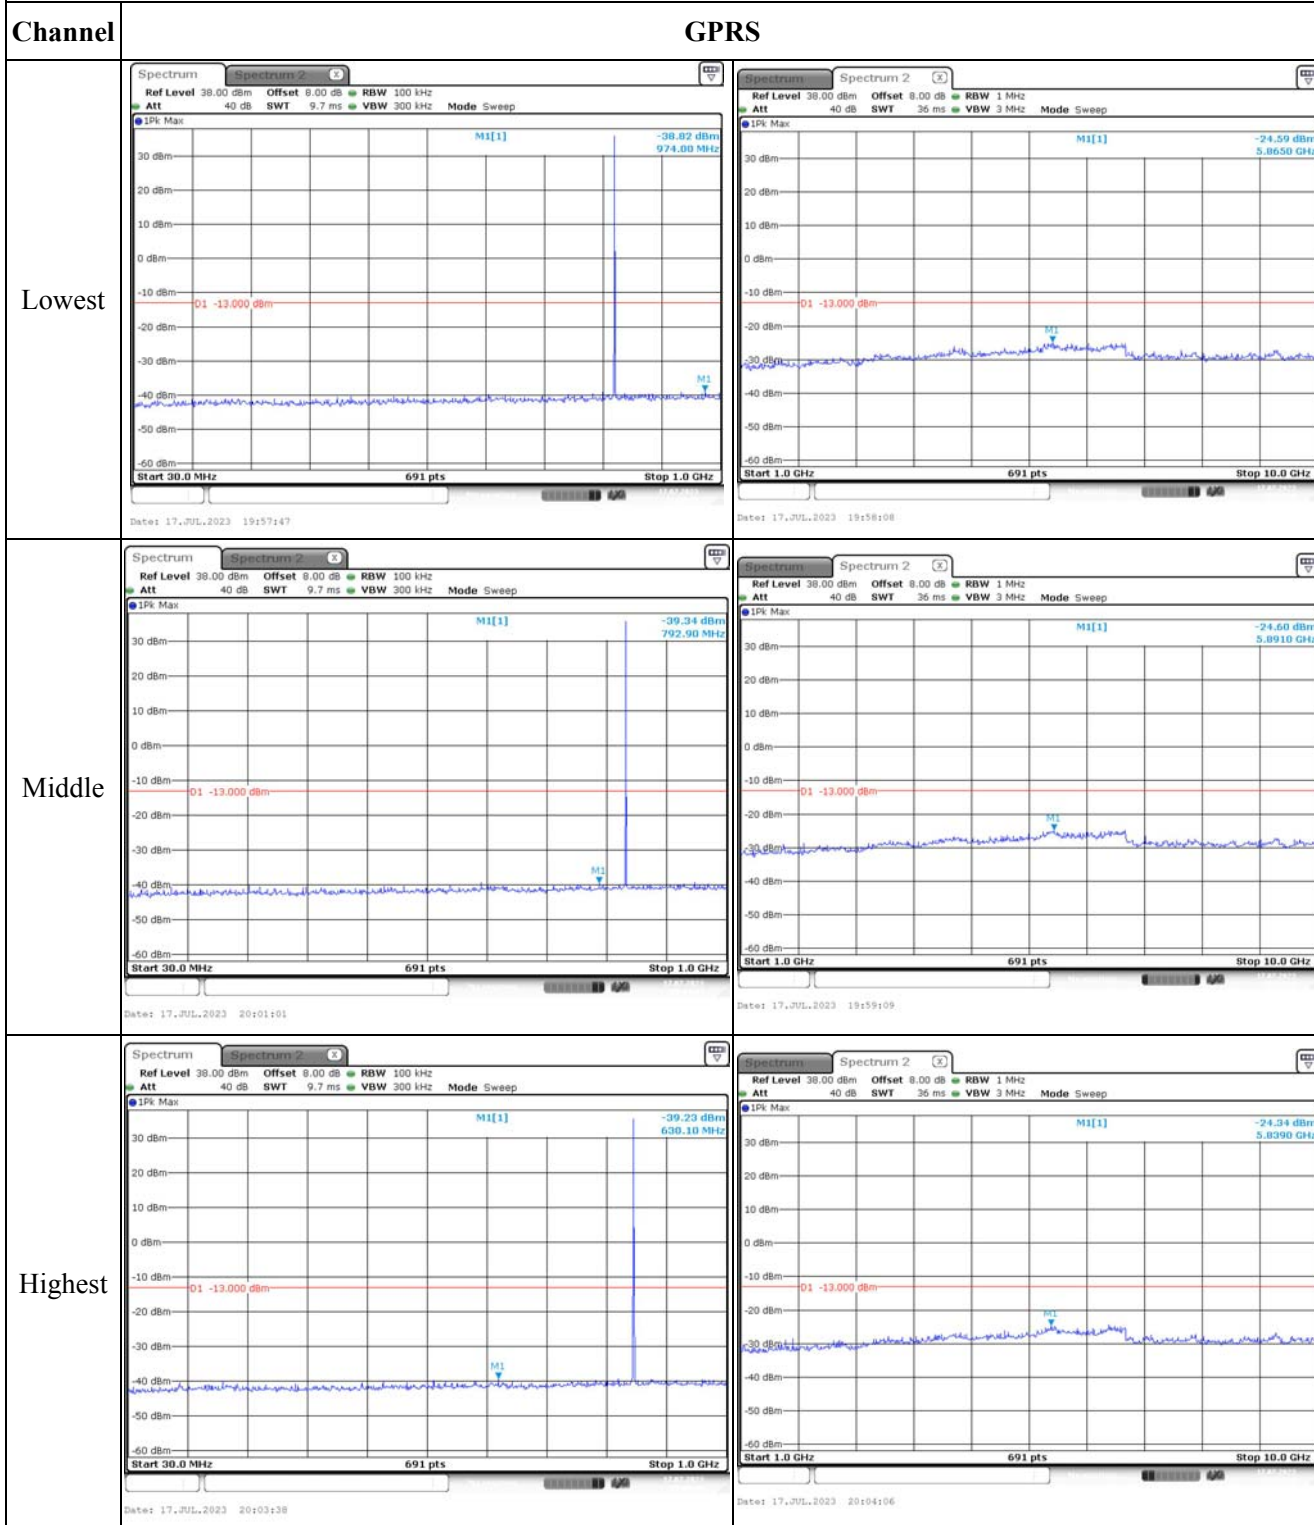 Channel GPRS
Lowest
Spectrum Spectrum 2 X
Ref Level 38.00 dBm Offset 8.00 dB RBW 100 kHz
Att 40 dB SWT 9.7 ms VBW 300 kHz Mode Sweep
1Pk Max
M1[1] -38.82 dBm
974.00 MHz
30 dBm
20 dBm
10 dBm
0 dBm
-10 dBm
D1 -13.000 dBm
-20 dBm
-30 dBm
M1
-40 dBm
-50 dBm
-60 dBm
Start 30.0 MHz 691 pts Stop 1.0 GHz
Date: 17.JUL.2023 19:57:47
Spectrum Spectrum 2 X
Ref Level 38.00 dBm Offset 8.00 dB RBW 1 MHz
Att 40 dB SWT 36 ms VBW 3 MHz Mode Sweep
1Pk Max
M1[1] -24.59 dBm
5.8650 GHz
30 dBm
20 dBm
10 dBm
0 dBm
-10 dBm
D1 -13.000 dBm
-20 dBm
M1
-30 dBm
-40 dBm
-50 dBm
-60 dBm
Start 1.0 GHz 691 pts Stop 10.0 GHz
Date: 17.JUL.2023 19:58:08
Middle
Spectrum Spectrum 2 X
Ref Level 38.00 dBm Offset 8.00 dB RBW 100 kHz
Att 40 dB SWT 9.7 ms VBW 300 kHz Mode Sweep
1Pk Max
M1[1] -39.34 dBm
792.90 MHz
30 dBm
20 dBm
10 dBm
0 dBm
-10 dBm
D1 -13.000 dBm
-20 dBm
-30 dBm
M1
-40 dBm
-50 dBm
-60 dBm
Start 30.0 MHz 691 pts Stop 1.0 GHz
Date: 17.JUL.2023 20:01:01
Spectrum Spectrum 2 X
Ref Level 38.00 dBm Offset 8.00 dB RBW 1 MHz
Att 40 dB SWT 36 ms VBW 3 MHz Mode Sweep
1Pk Max
M1[1] -24.60 dBm
5.8910 GHz
30 dBm
20 dBm
10 dBm
0 dBm
-10 dBm
D1 -13.000 dBm
-20 dBm
M1
-30 dBm
-40 dBm
-50 dBm
-60 dBm
Start 1.0 GHz 691 pts Stop 10.0 GHz
Date: 17.JUL.2023 19:59:09
Highest
Spectrum Spectrum 2 X
Ref Level 38.00 dBm Offset 8.00 dB RBW 100 kHz
Att 40 dB SWT 9.7 ms VBW 300 kHz Mode Sweep
1Pk Max
M1[1] -39.23 dBm
630.10 MHz
30 dBm
20 dBm
10 dBm
0 dBm
-10 dBm
D1 -13.000 dBm
-20 dBm
-30 dBm
M1
-40 dBm
-50 dBm
-60 dBm
Start 30.0 MHz 691 pts Stop 1.0 GHz
Date: 17.JUL.2023 20:03:38
Spectrum Spectrum 2 X
Ref Level 38.00 dBm Offset 8.00 dB RBW 1 MHz
Att 40 dB SWT 36 ms VBW 3 MHz Mode Sweep
1Pk Max
M1[1] -24.34 dBm
5.8390 GHz
30 dBm
20 dBm
10 dBm
0 dBm
-10 dBm
D1 -13.000 dBm
-20 dBm
M1
-30 dBm
-40 dBm
-50 dBm
-60 dBm
Start 1.0 GHz 691 pts Stop 10.0 GHz
Date: 17.JUL.2023 20:04:06